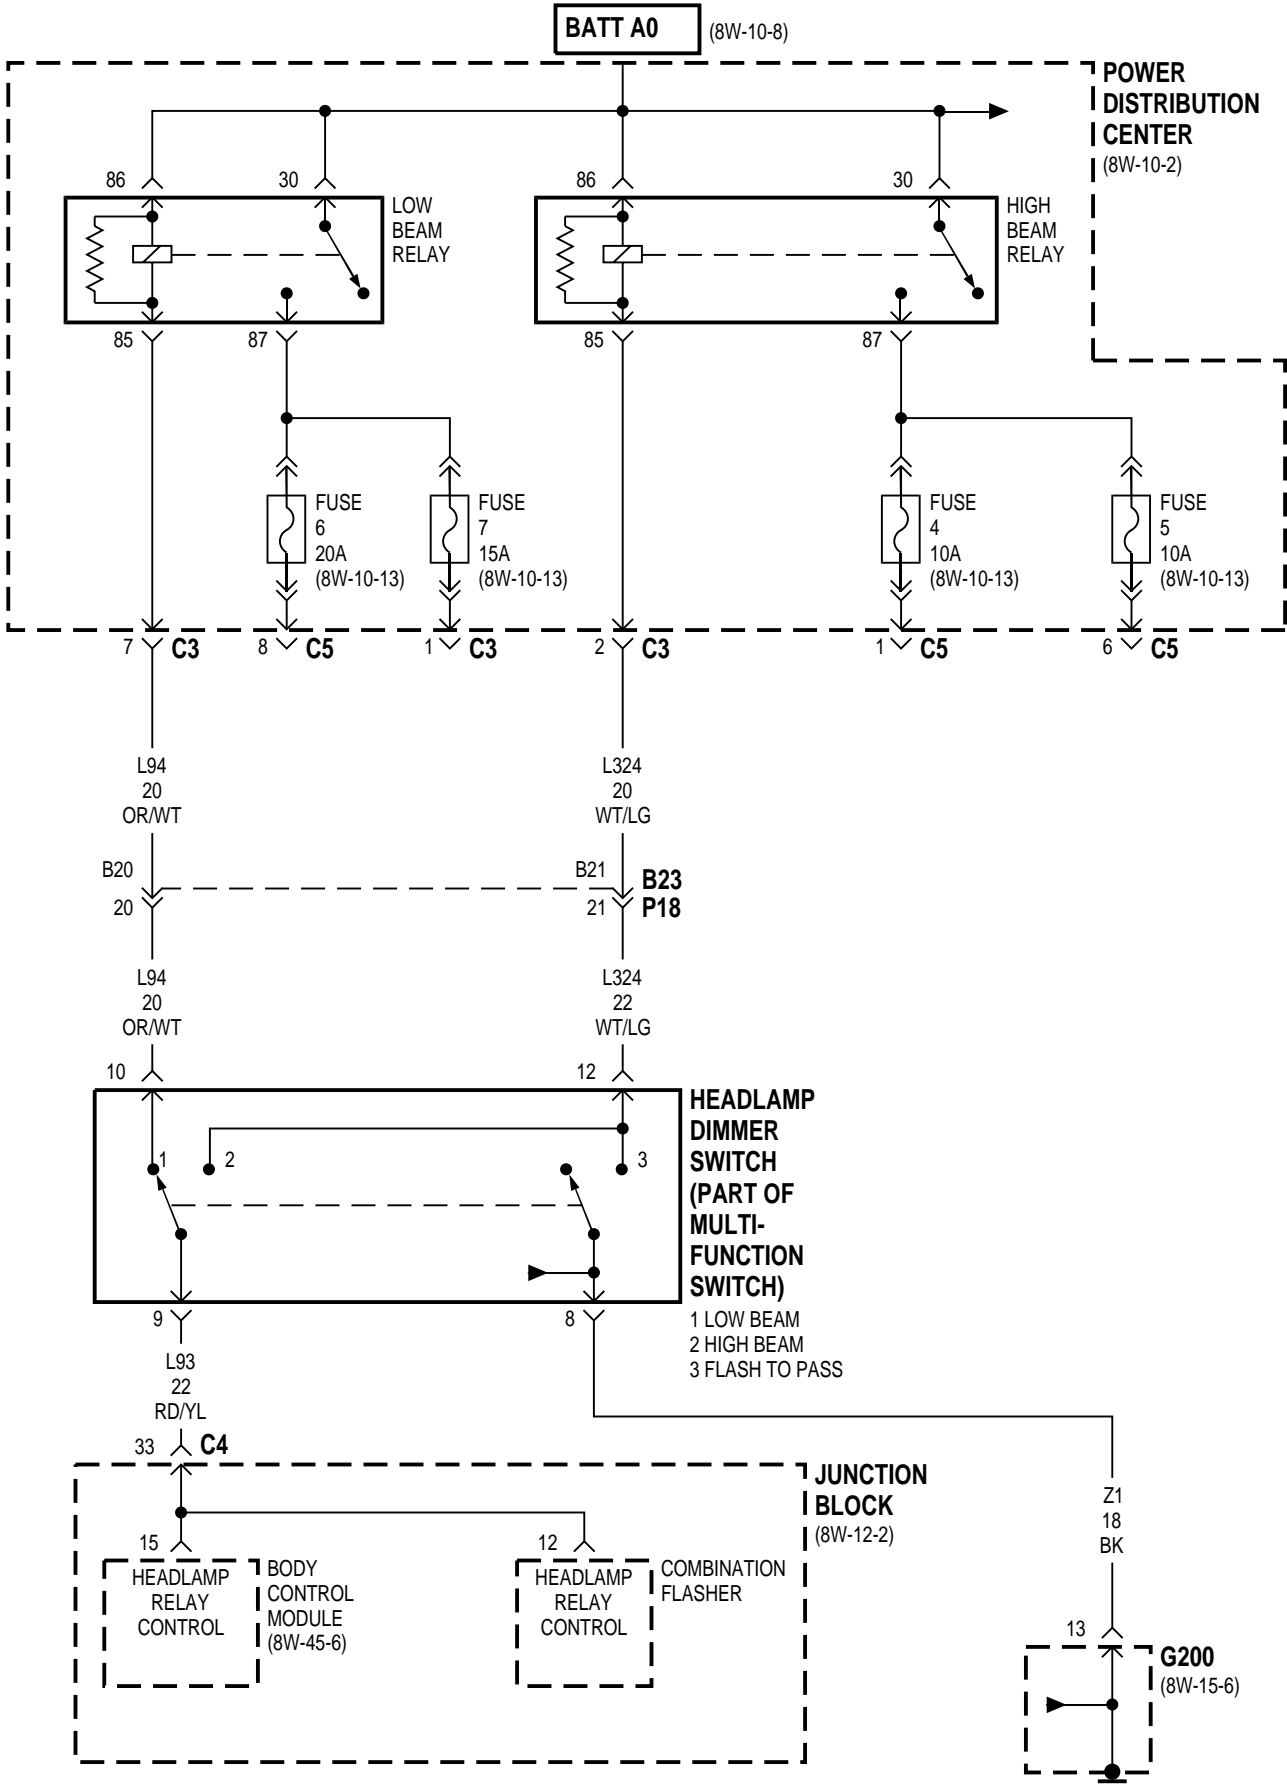 BATT A0
(8W-10-8)
POWER
DISTRIBUTION
CENTER
(8W-10-2)
86
30
LOW
BEAM
RELAY
86
30
HIGH
BEAM
RELAY
85
87
85
87
FUSE
6
20A
(8W-10-13)
FUSE
7
15A
(8W-10-13)
FUSE
4
10A
(8W-10-13)
FUSE
5
10A
(8W-10-13)
7 C3
8 C5
1 C3
2 C3
1 C5
6 C5
L94
20
OR/WT
L324
20
WT/LG
B20
B21
B23
20
21
P18
L94
20
OR/WT
L324
22
WT/LG
10
12
HEADLAMP
DIMMER
SWITCH
(PART OF
MULTI-
FUNCTION
SWITCH)
1 LOW BEAM
2 HIGH BEAM
3 FLASH TO PASS
1
2
3
9
8
L93
22
RD/YL
33 C4
JUNCTION
BLOCK
(8W-12-2)
15
HEADLAMP
RELAY
CONTROL
BODY
CONTROL
MODULE
(8W-45-6)
12
HEADLAMP
RELAY
CONTROL
COMBINATION
FLASHER
Z1
18
BK
13
G200
(8W-15-6)